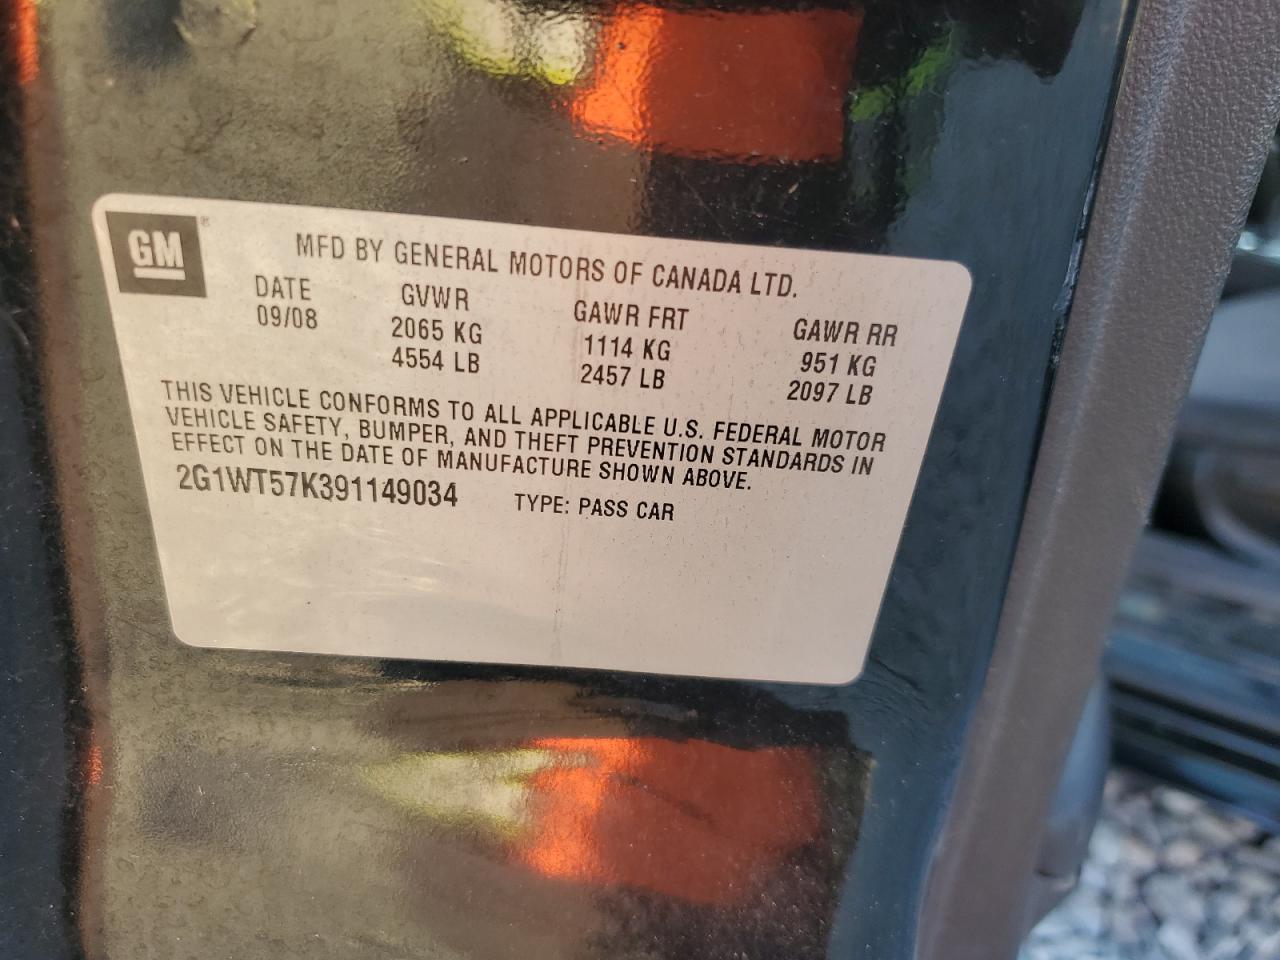 GM®
MFD BY GENERAL MOTORS OF CANADA LTD.
DATE GVWR GAWR FRT GAWR RR
09/08 2065 KG 1114 KG 951 KG
4554 LB 2457 LB 2097 LB
THIS VEHICLE CONFORMS TO ALL APPLICABLE U.S. FEDERAL MOTOR
VEHICLE SAFETY, BUMPER, AND THEFT PREVENTION STANDARDS IN
EFFECT ON THE DATE OF MANUFACTURE SHOWN ABOVE.
2G1WT57K391149034 TYPE: PASS CAR